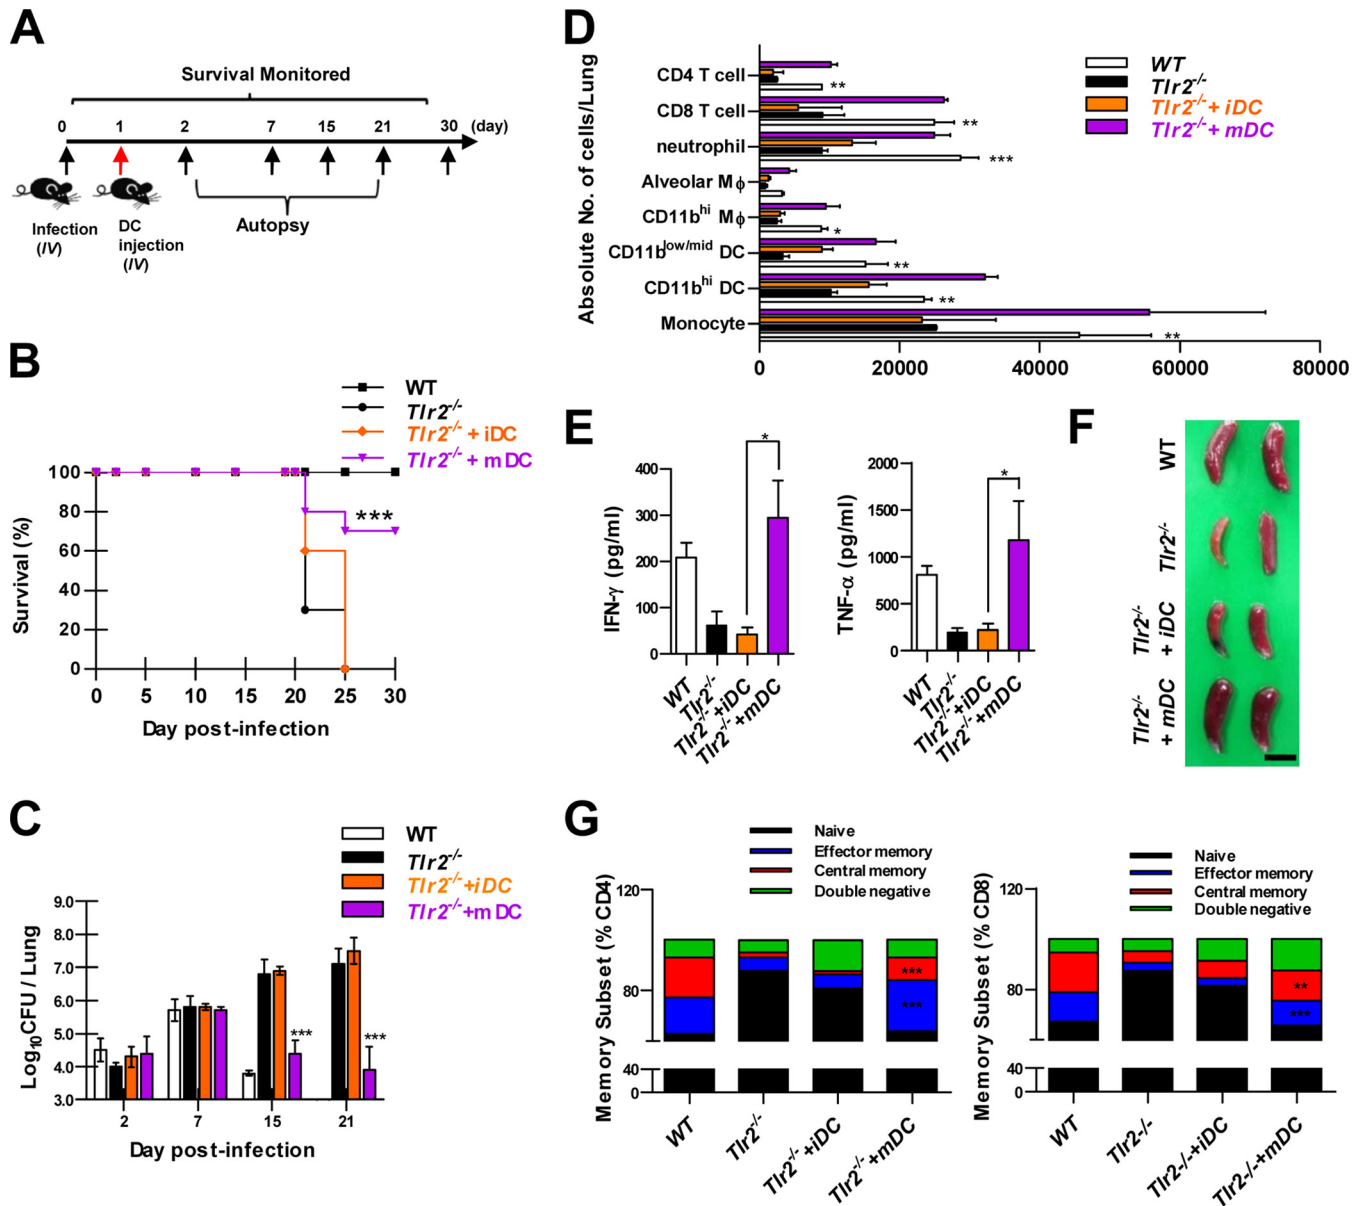 A
Survival Monitored
0 1 2 7 15 21 30 (day)
Infection
(IV)
DC
injection
(IV)
Autopsy
B
WT
Tlr2-/-
Tlr2-/- + iDC
Tlr2-/- + mDC
***
Survival (%)
100
80
60
40
20
0
0 5 10 15 20 25 30
Day post-infection
C
WT
Tlr2-/-
Tlr2-/-+iDC
Tlr2-/-+mDC
Log10CFU / Lung
9.0
8.0
7.0
6.0
5.0
4.0
3.0
***
***
2 7 15 21
Day post-infection
D
Absolute No. of cells/Lung
WT
Tlr2-/-
Tlr2-/- + iDC
Tlr2-/- + mDC
CD4 T cell
**
CD8 T cell
**
neutrophil
***
Alveolar Mϕ
CD11bhi Mϕ
*
CD11blow/mid DC
**
CD11bhi DC
**
Monocyte
**
0 20000 40000 60000 80000
E
IFN-γ (pg/ml)
400
300
200
100
0
*
WT
Tlr2-/-
Tlr2-/-+iDC
Tlr2-/-+mDC
TNF-α (pg/ml)
2000
1500
1000
500
0
*
WT
Tlr2-/-
Tlr2-/-+iDC
Tlr2-/-+mDC
F
WT
Tlr2-/-
Tlr2-/-
+ iDC
Tlr2-/-
+ mDC
G
Naive
Effector memory
Central memory
Double negative
Memory Subset (% CD4)
120
80
40
0
***
***
WT
Tlr2-/-
Tlr2-/-+iDC
Tlr2-/-+mDC
Naive
Effector memory
Central memory
Double negative
Memory Subset (% CD8)
120
80
40
0
**
***
WT
Tlr2-/-
Tlr2-/-+iDC
Tlr2-/-+mDC